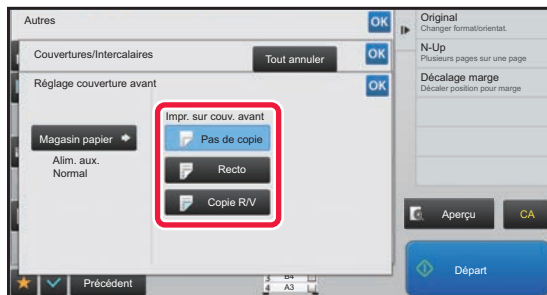 Autres
OK
Couvertures/Intercalaires
Tout annuler
OK
Réglage couverture avant
OK
Impr. sur couv. avant
Magasin papier
Pas de copie
Alim. aux.
Normal
Recto
Copie R/V
Précédent
3 B4
4 A3
Original
Changer format/orientat.
N-Up
Plusieurs pages sur une page
Décalage marge
Décaler position pour marge
Aperçu
CA
Départ